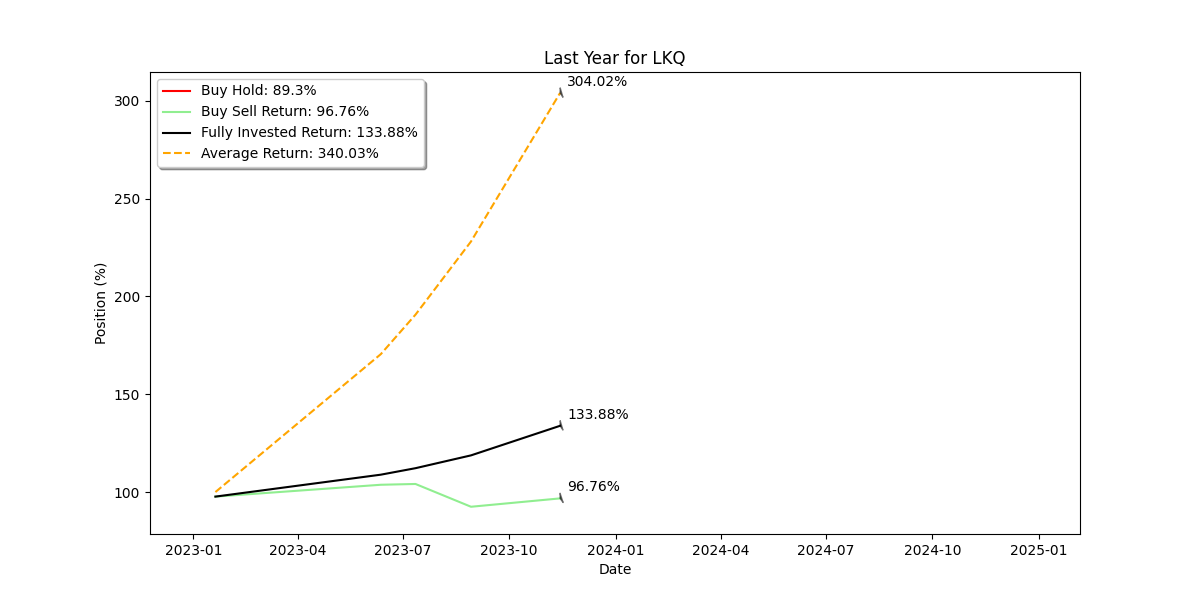 Last Year for LKQ
Buy Hold: 89.3%
Buy Sell Return: 96.76%
Fully Invested Return: 133.88%
Average Return: 340.03%
304.02%
133.88%
96.76%
Position (%)
300
250
200
150
100
2023-01 2023-04 2023-07 2023-10 2024-01 2024-04 2024-07 2024-10 2025-01
Date